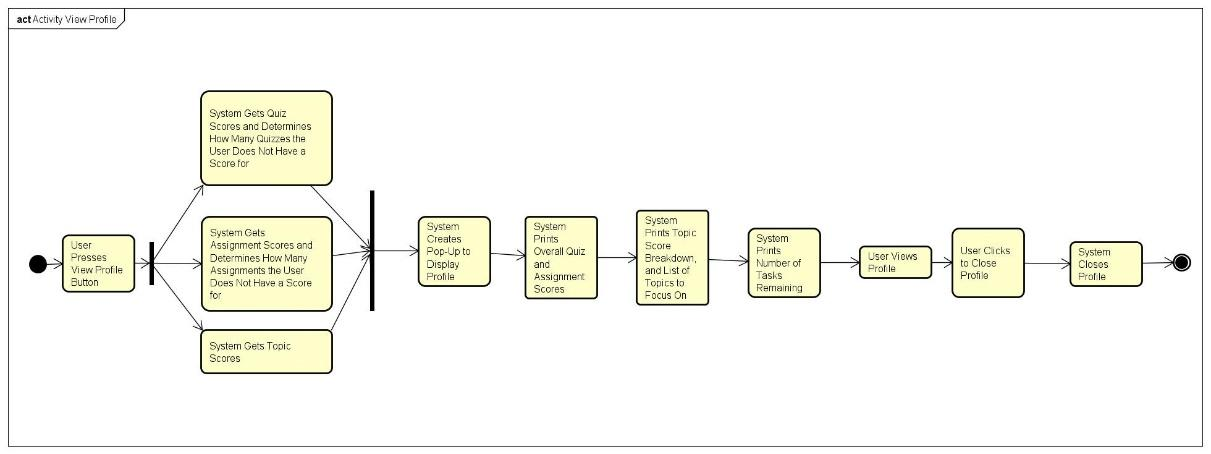 act Activity View Profile
System Gets Quiz
Scores and Determines
How Many Quizzes the
User Does Not Have a
Score for
User
Presses
View Profile
Button
System Gets
Assignment Scores and
Determines How Many
Assignments the User
Does Not Have a Score
for
System Gets Topic
Scores
System
Creates
Pop-Up to
Display
Profile
System
Prints
Overall Quiz
and
Assignment
Scores
System
Prints Topic
Score
Breakdown,
and List of
Topics to
Focus On
System
Prints
Number of
Tasks
Remaining
User Views
Profile
User Clicks
to Close
Profile
System
Closes
Profile